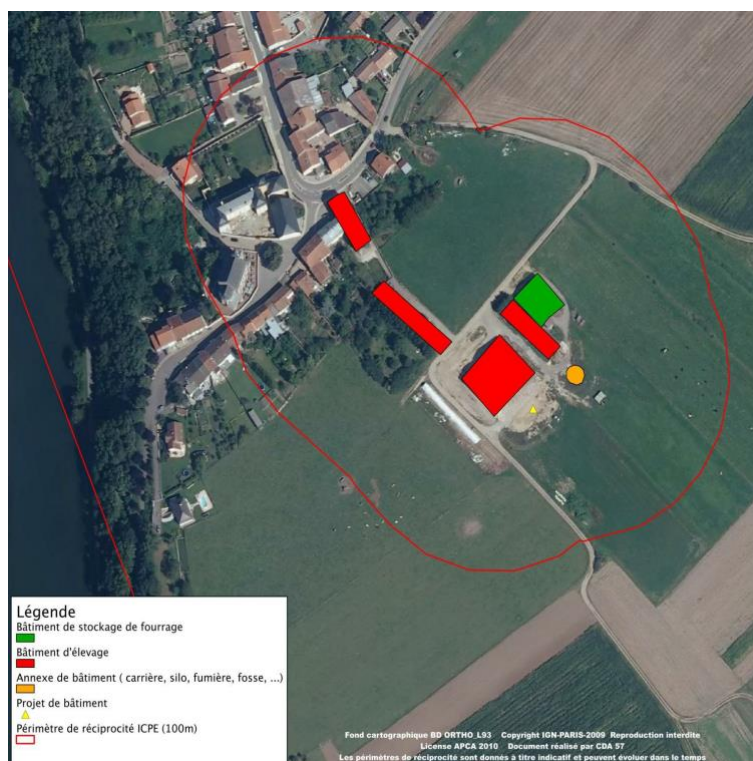 Légende
Bâtiment de stockage de fourrage
Bâtiment d'élevage
Annexe de bâtiment ( carrière, silo, fumière, fosse, ...)
Projet de bâtiment
Périmètre de réciprocité ICPE (100m)
Fond cartographique BD ORTHO_L93 Copyright IGN-PARIS-2009 Reproduction interdite
License APCA 2010 Document réalisé par CDA 57
Les périmètres de réciprocité sont donnés à titre indicatif et peuvent évoluer dans le temps